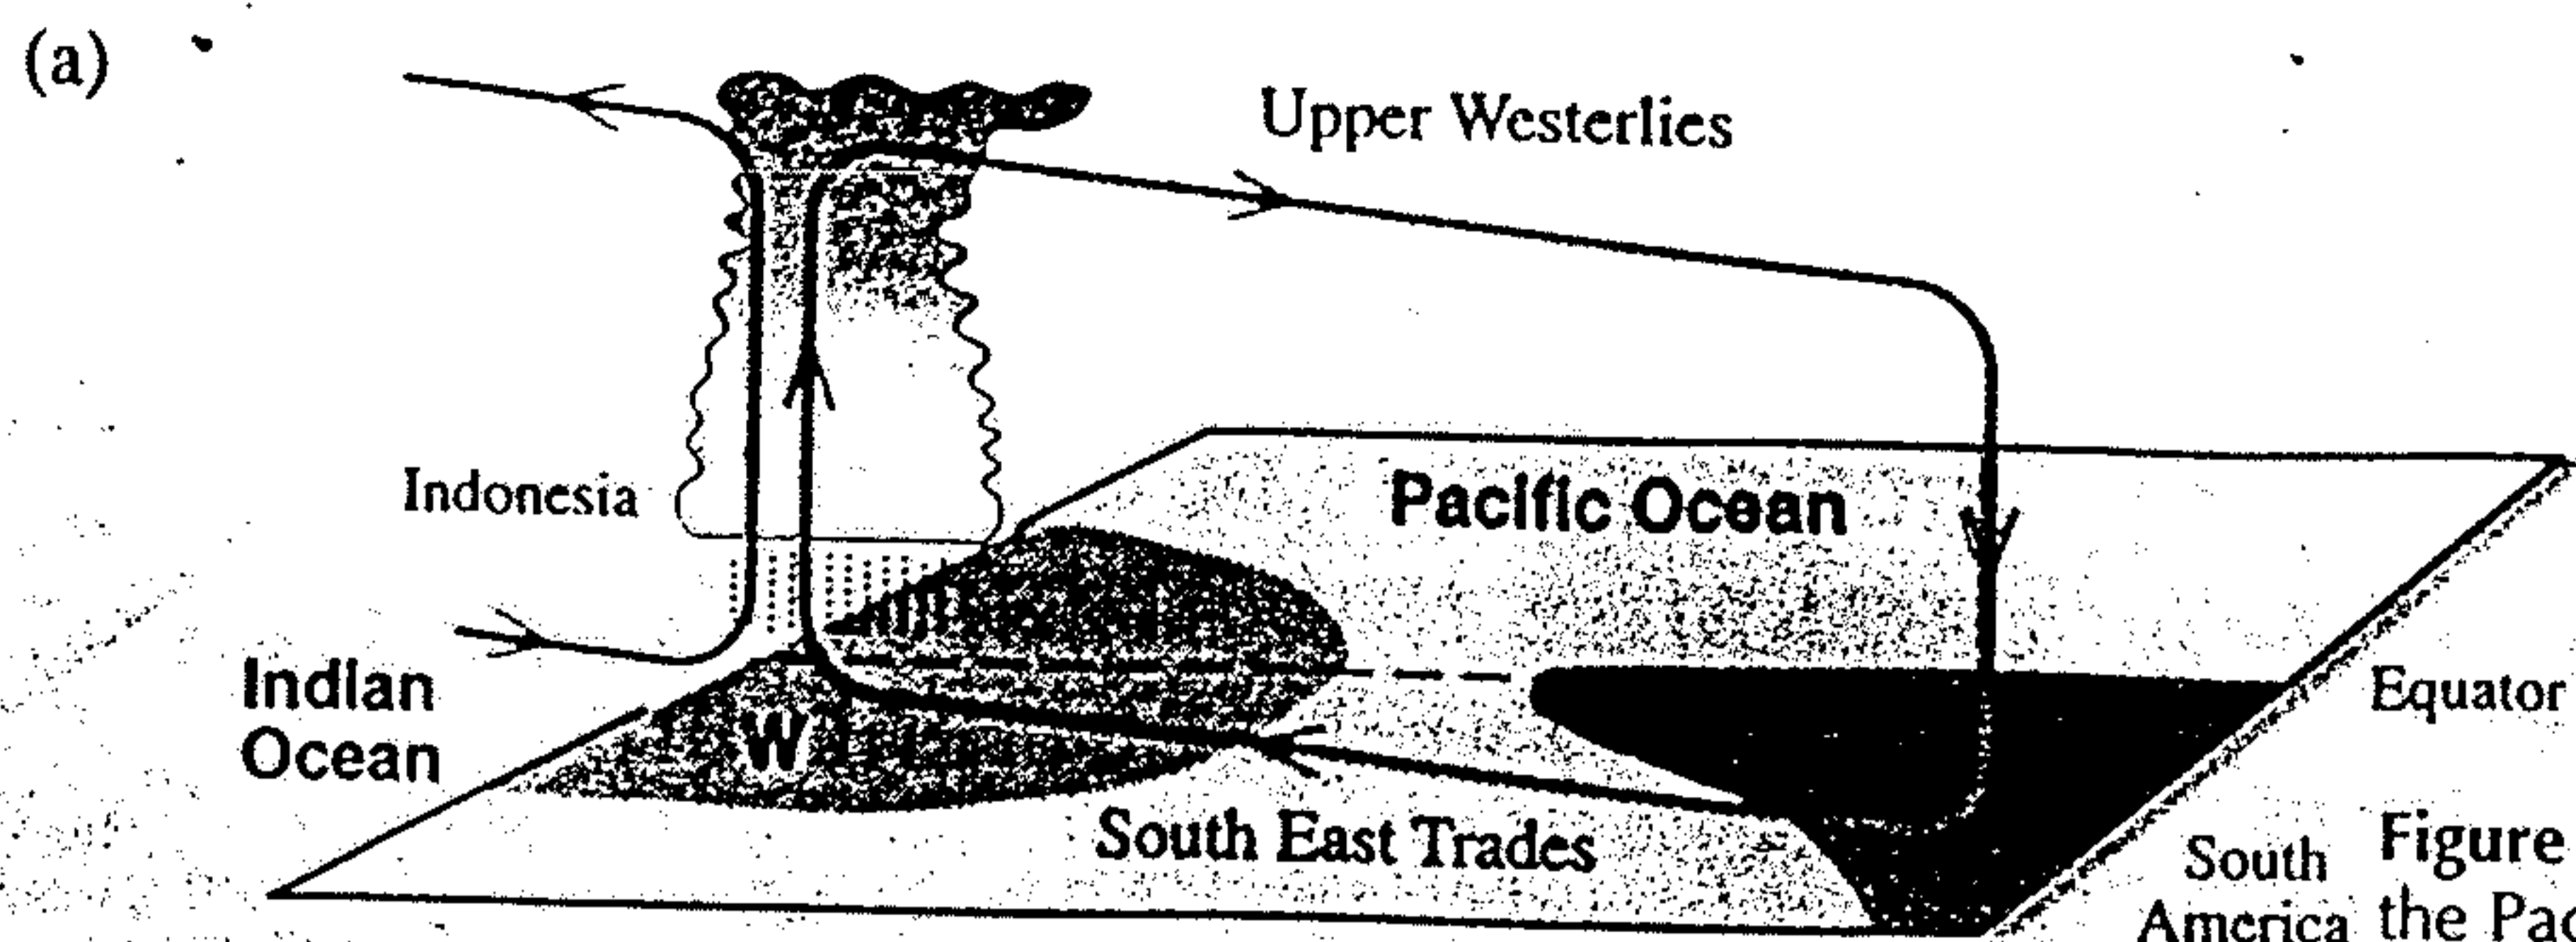 (a)
Upper Westerlies
Indonesia
Pacific Ocean
Indian
Ocean
W
Equator
South East Trades
South
America
Figure
the Pac